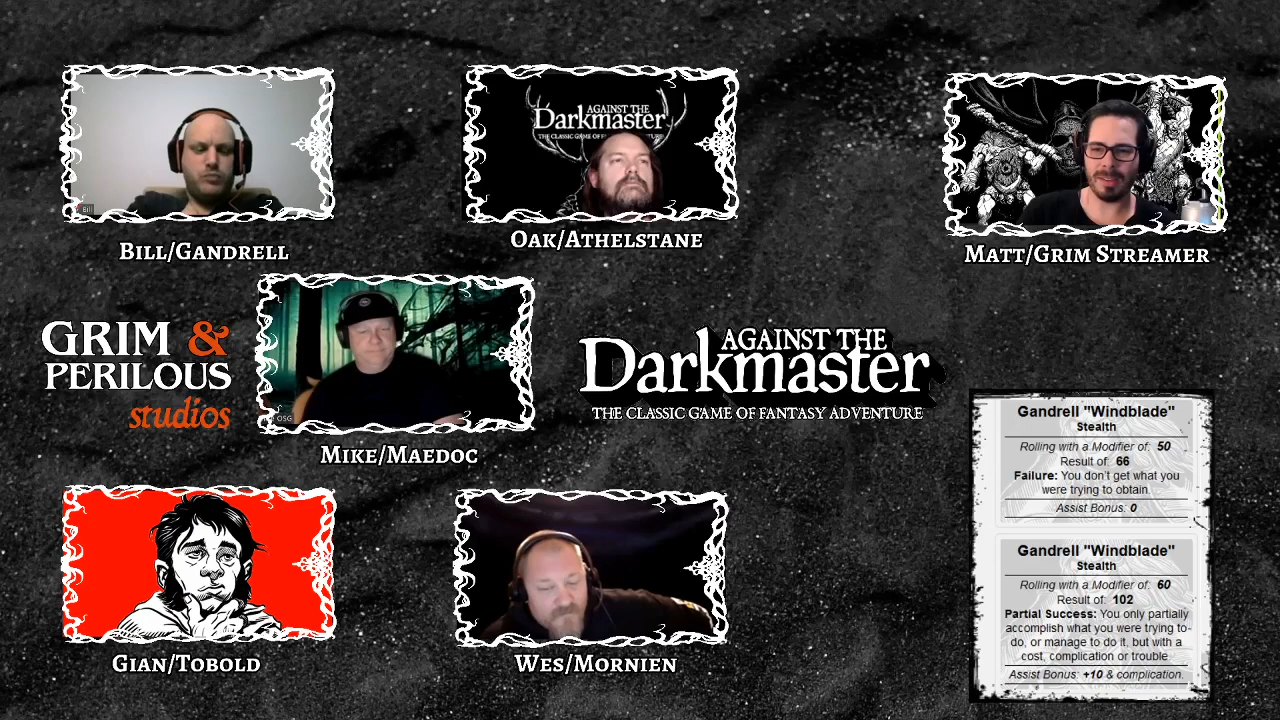 Bill
BILL/GANDRELL
AGAINST THE
Darkmaster
OAK/ATHELSTANE
MATT/GRIM STREAMER
GRIM &
PERILOUS
studios
OSG
MIKE/MAEDOC
AGAINST THE
Darkmaster
THE CLASSIC GAME OF FANTASY ADVENTURE
GIAN/TOBOLD
WES/MORNIEN
Gandrell "Windblade"
Stealth
Rolling with a Modifier of: 50
Result of: 66
Failure: You don't get what you
were trying to obtain.
Assist Bonus: 0
Gandrell "Windblade"
Stealth
Rolling with a Modifier of: 60
Result of: 102
Partial Success: You only partially
accomplish what you were trying to
do, or manage to do it, but with a
cost, complication or trouble.
Assist Bonus: +10 & complication.